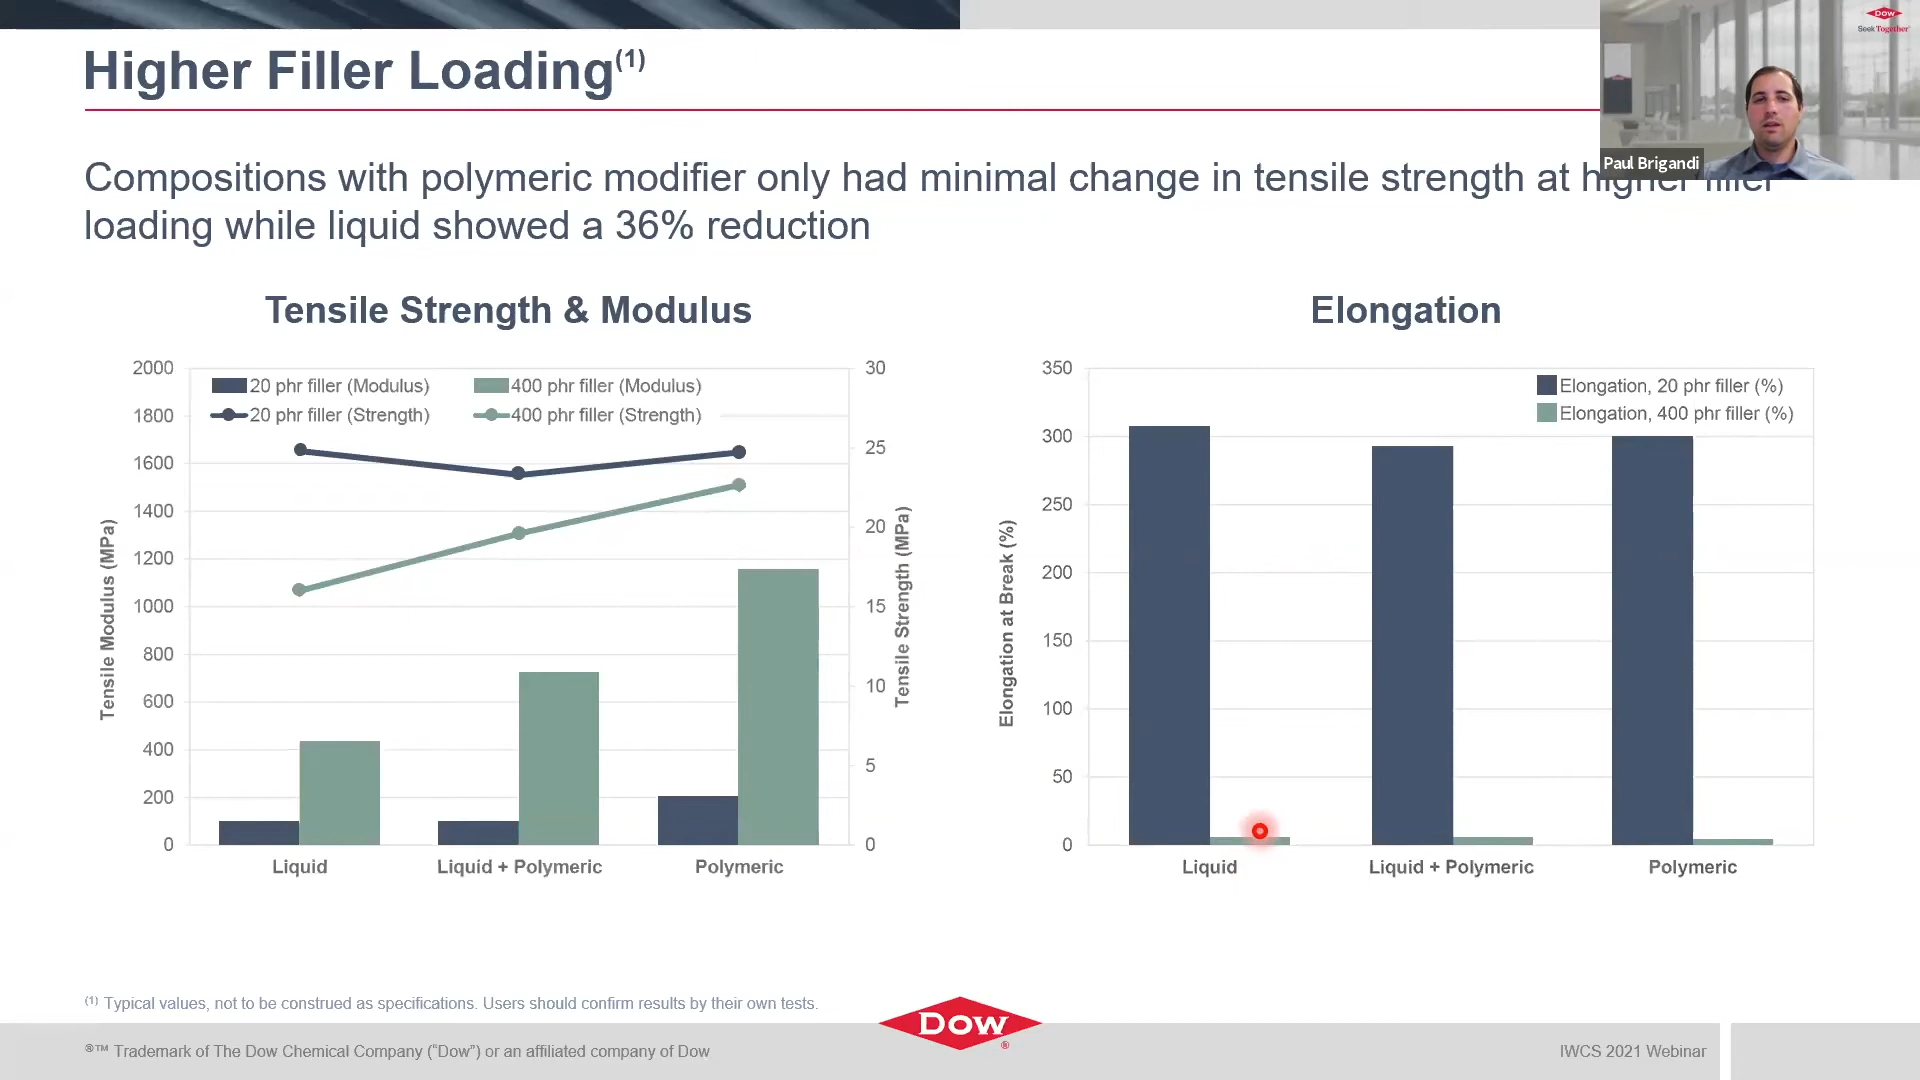 DOW
Seek Together
Higher Filler Loading(1)
Paul Brigandi
Compositions with polymeric modifier only had minimal change in tensile strength at higher filler
loading while liquid showed a 36% reduction
Tensile Strength & Modulus
2000
1800
1600
1400
1200
1000
800
600
400
200
0
Tensile Modulus (MPa)
20 phr filler (Modulus)
400 phr filler (Modulus)
20 phr filler (Strength)
400 phr filler (Strength)
30
25
20
15
10
5
0
Tensile Strength (MPa)
Liquid
Liquid + Polymeric
Polymeric
Elongation
350
300
250
200
150
100
50
0
Elongation at Break (%)
Elongation, 20 phr filler (%)
Elongation, 400 phr filler (%)
Liquid
Liquid + Polymeric
Polymeric
(1) Typical values, not to be construed as specifications. Users should confirm results by their own tests.
DOW
®
®™ Trademark of The Dow Chemical Company ("Dow") or an affiliated company of Dow
IWCS 2021 Webinar